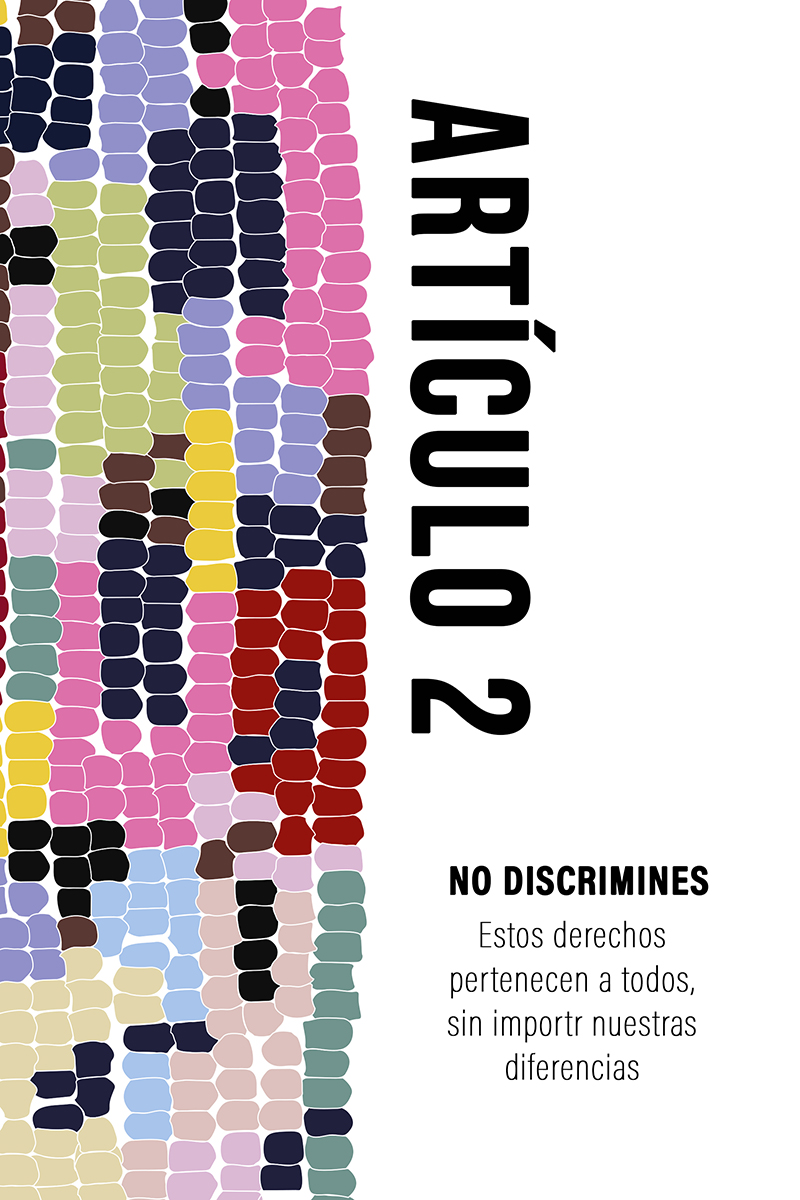 ARTÍCULO 2
NO DISCRIMINES
Estos derechos
pertenecen a todos,
sin importr nuestras
diferencias